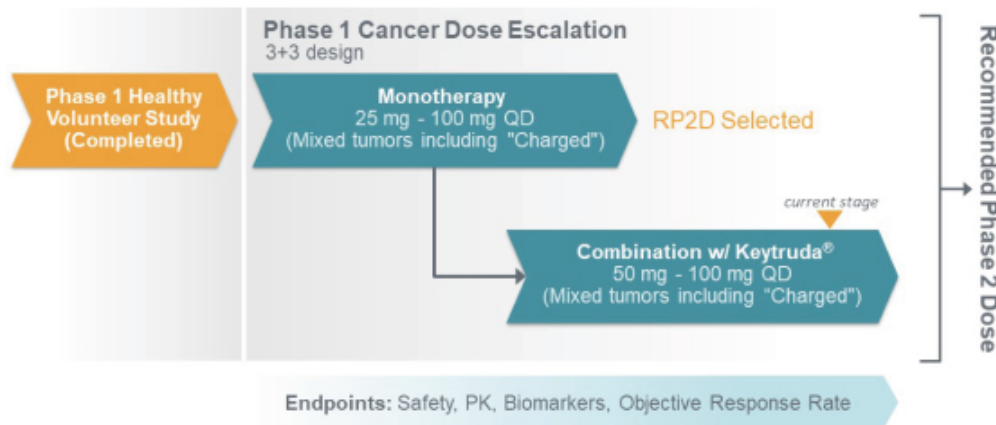 Phase 1 Cancer Dose Escalation
3+3 design
Phase 1 Healthy
Volunteer Study
(Completed)
Monotherapy
25 mg - 100 mg QD
(Mixed tumors including "Charged")
RP2D Selected
current stage
Combination w/ Keytruda®
50 mg - 100 mg QD
(Mixed tumors including "Charged")
Recommended Phase 2 Dose
Endpoints: Safety, PK, Biomarkers, Objective Response Rate